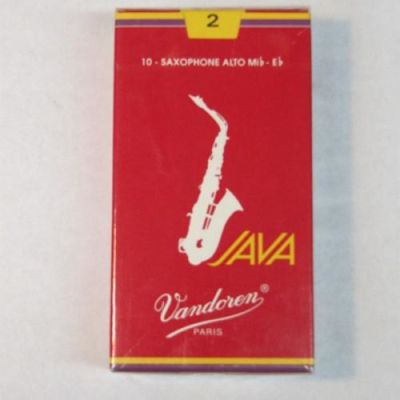 2
10 - SAXOPHONE ALTO Mi♭ - E♭
JAVA
Vandoren®
PARIS